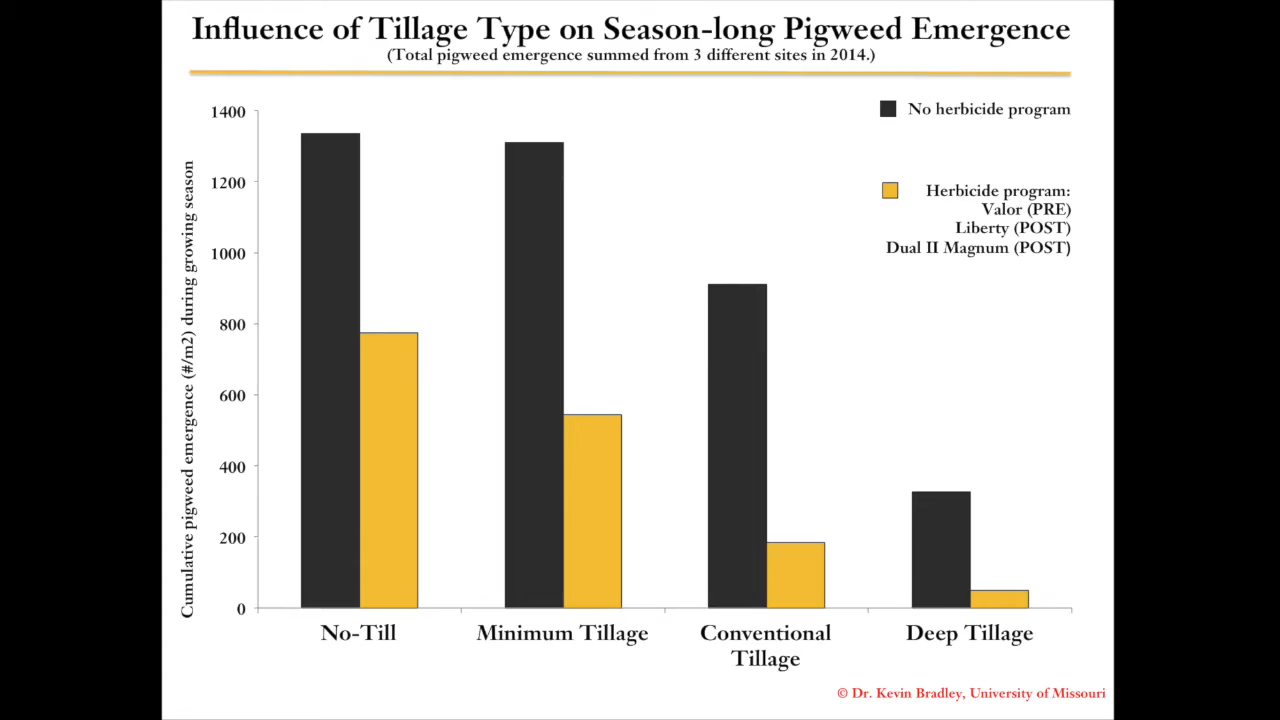 Influence of Tillage Type on Season-long Pigweed Emergence
(Total pigweed emergence summed from 3 different sites in 2014.)
Cumulative pigweed emergence (#/m2) during growing season
1400
1200
1000
800
600
400
200
0
No herbicide program
Herbicide program:
Valor (PRE)
Liberty (POST)
Dual II Magnum (POST)
No-Till
Minimum Tillage
Conventional
Tillage
Deep Tillage
© Dr. Kevin Bradley, University of Missouri